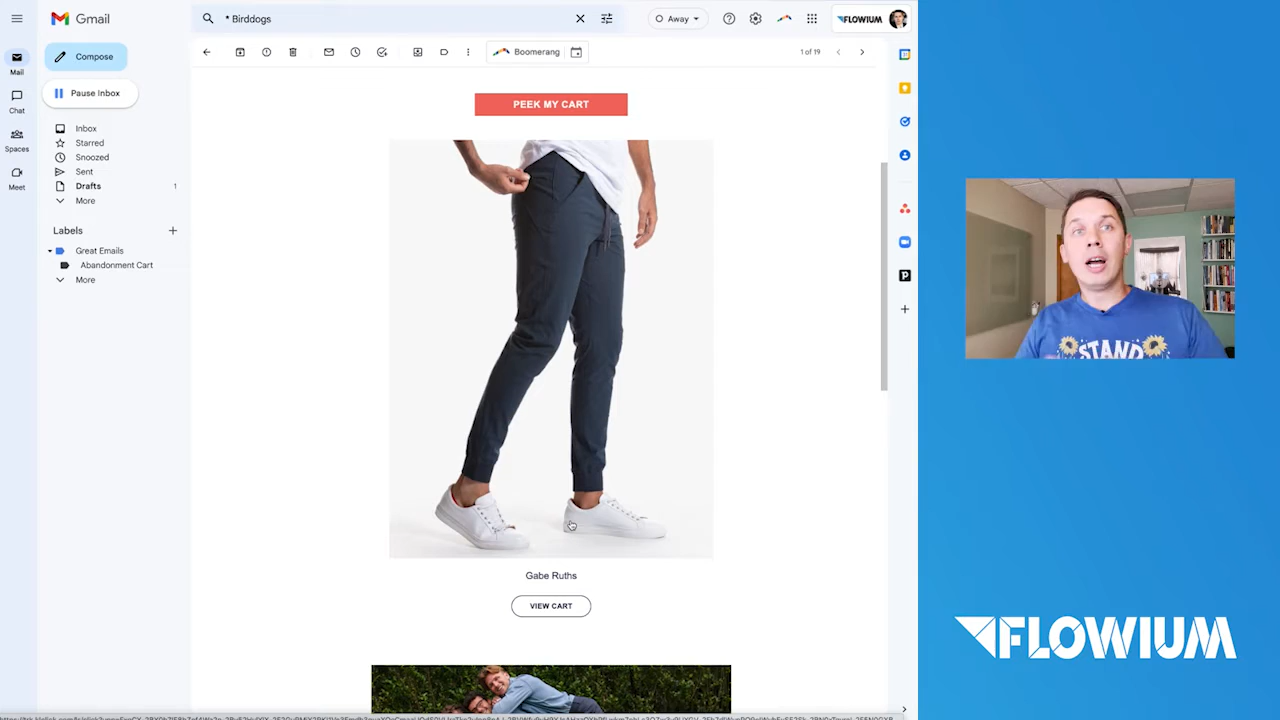 Gmail
* Birddogs
Away
FLOWIUM
Mail
Compose
Boomerang
1 of 19
Pause Inbox
Chat
PEEK MY CART
Inbox
Starred
Spaces
Snoozed
Sent
Meet
Drafts
1
More
Labels
Great Emails
Abandonment Cart
More
STAND
Gabe Ruths
VIEW CART
FLOWIUM